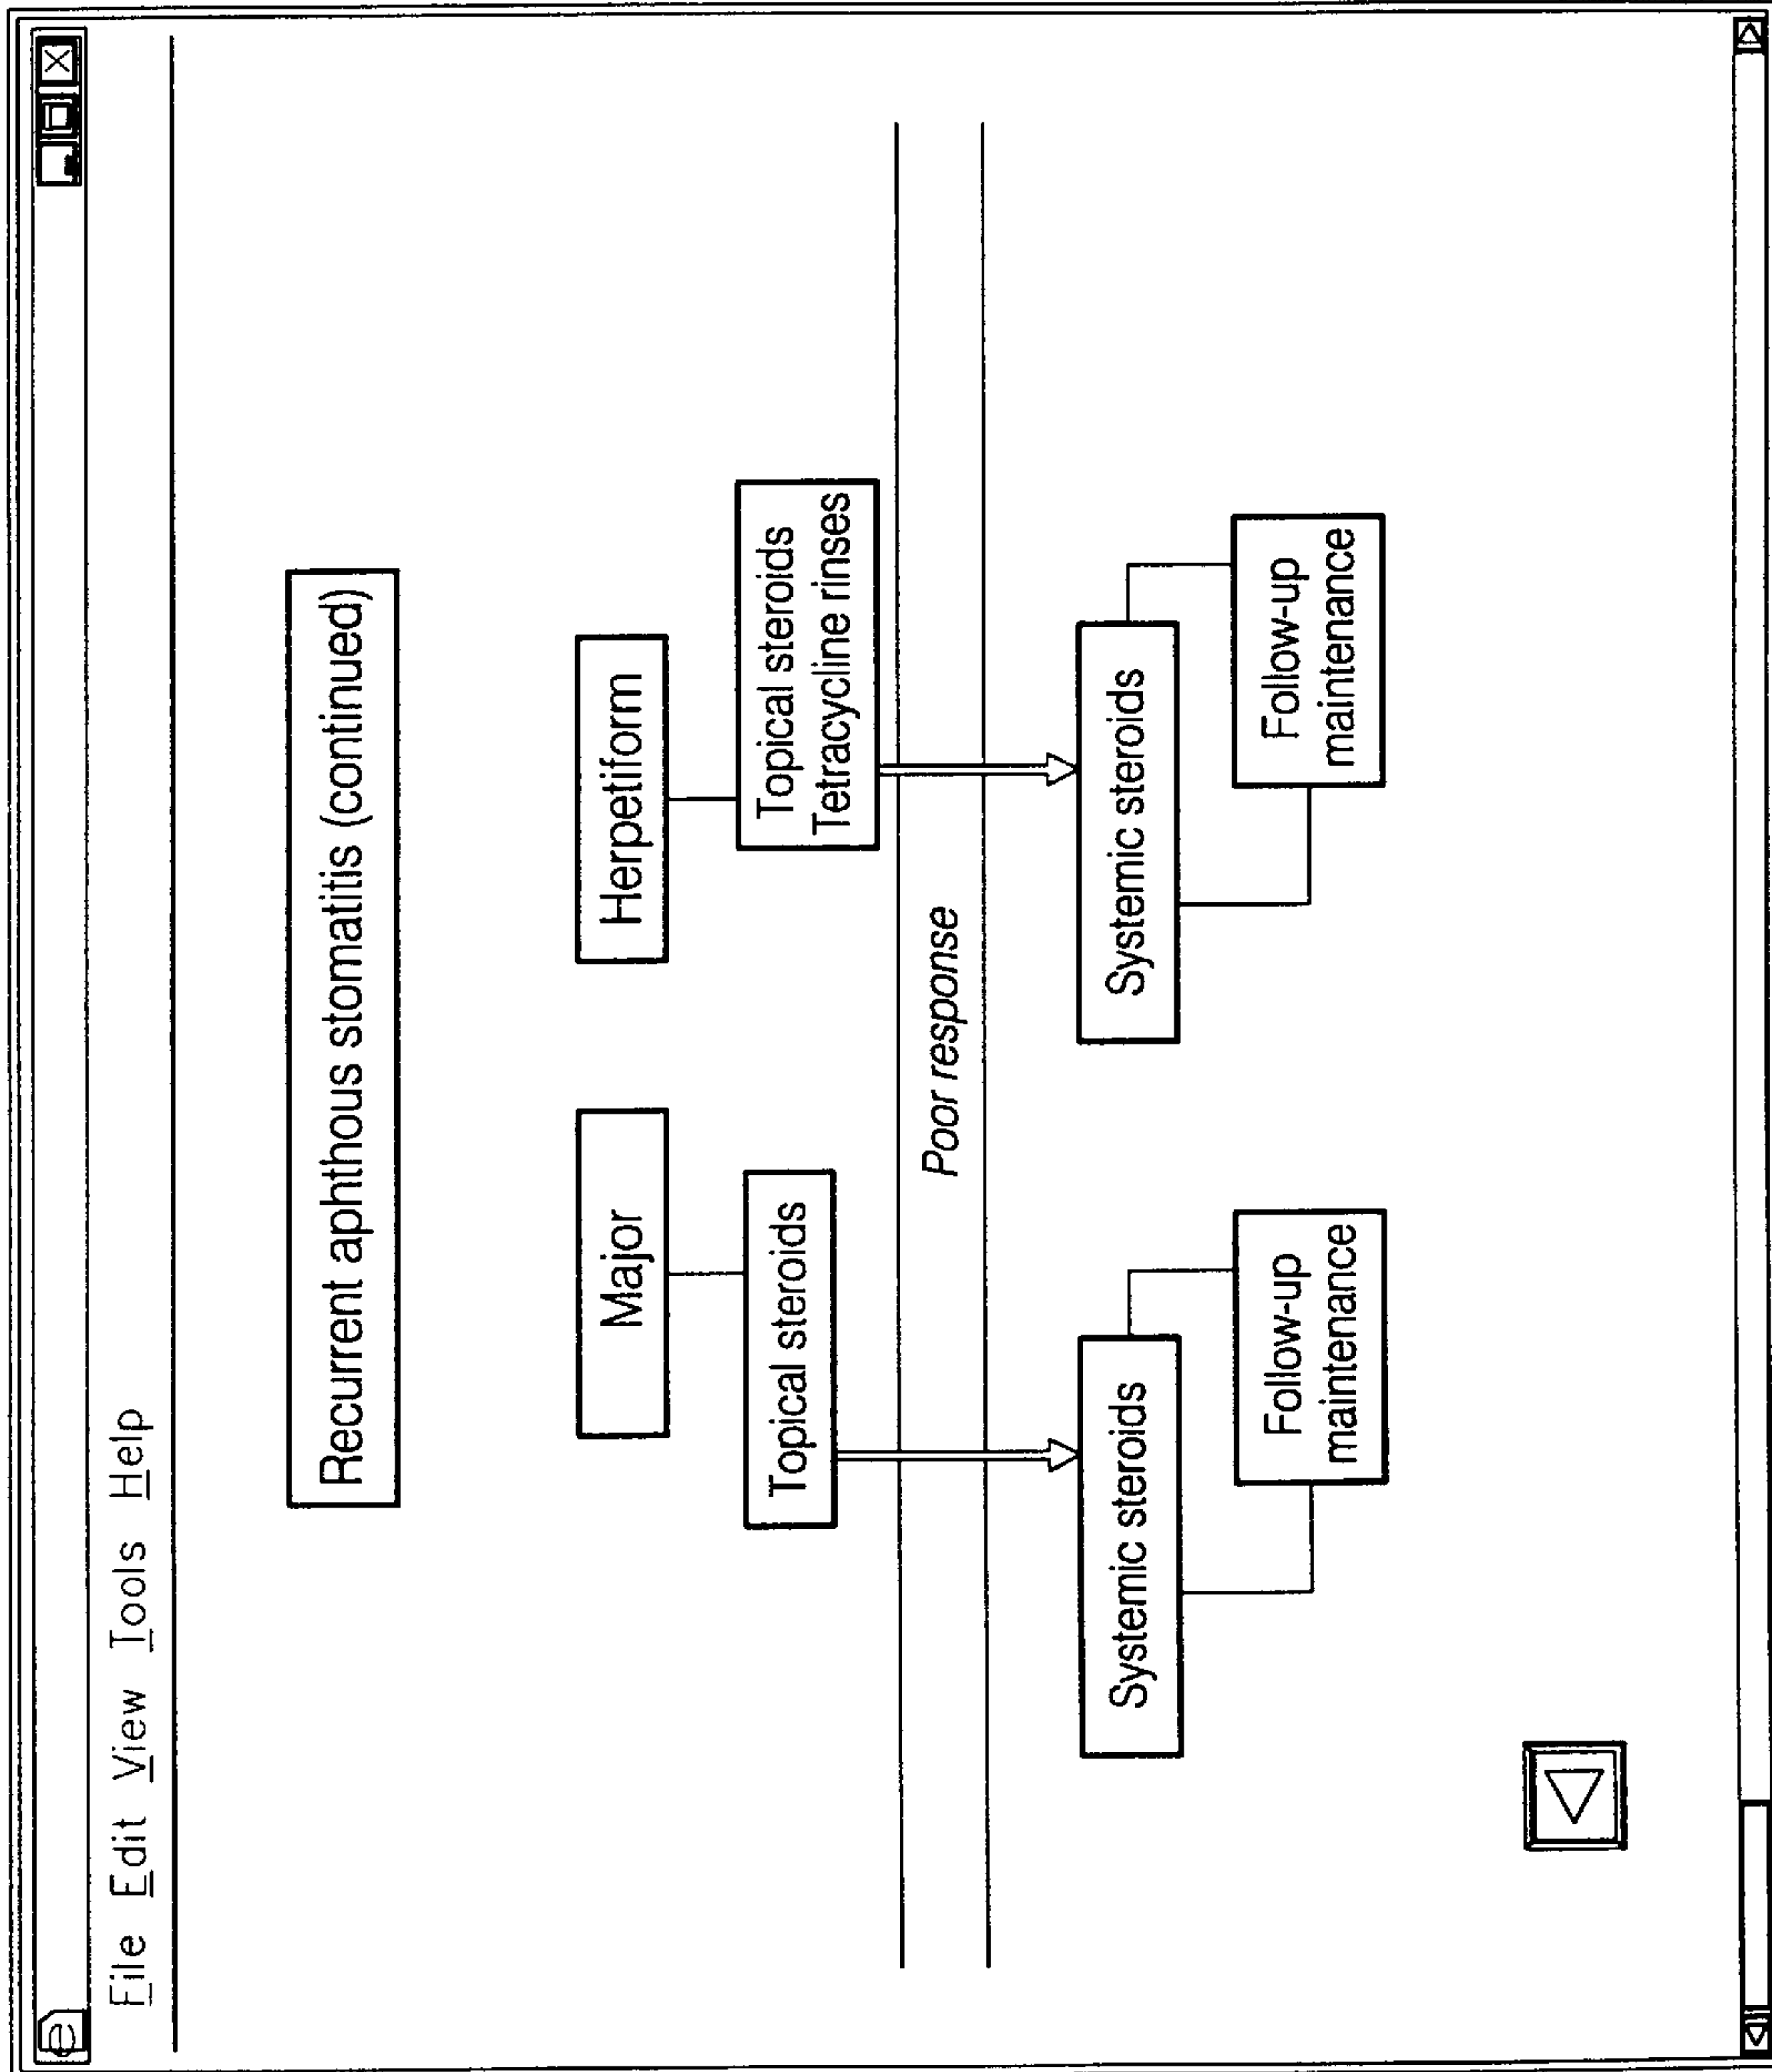 e
File Edit View Tools Help
Recurrent aphthous stomatitis (continued)
Major
Herpetiform
Topical steroids
Topical steroids
Tetracycline rinses
Poor response
Systemic steroids
Systemic steroids
Follow-up
maintenance
Follow-up
maintenance